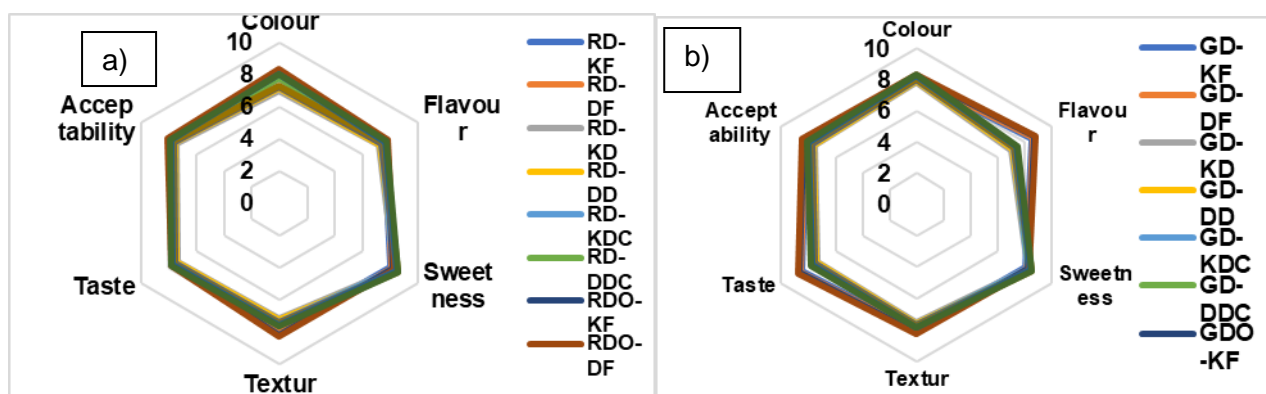 a)
Colour
10
8
6
4
2
0
Flavou
r
Sweet
ness
Textur
Taste
Accep
tability
RD-
KF
RD-
DF
RD-
KD
RD-
DD
RD-
KDC
RD-
DDC
RDO-
KF
RDO-
DF
b)
Colour
10
8
6
4
2
0
Flavou
r
Sweetn
ess
Textur
Taste
Accept
ability
GD-
KF
GD-
DF
GD-
KD
GD-
DD
GD-
KDC
GD-
DDC
GDO
-KF